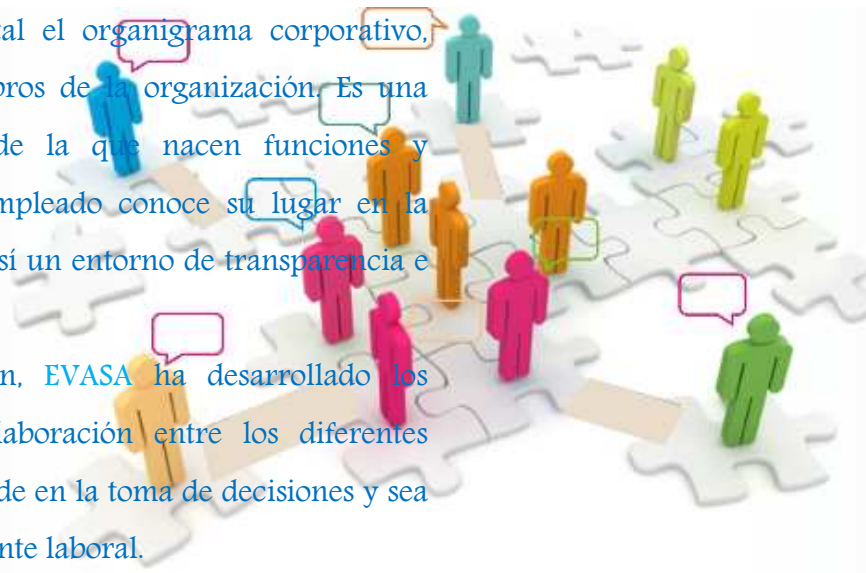 tal el organigrama corporativo,
bros de la organización. Es una
de la que nacen funciones y
mpleado conoce su lugar en la
sí un entorno de transparencia e
n, EVASA ha desarrollado los
laboración entre los diferentes
de en la toma de decisiones y sea
nte laboral.